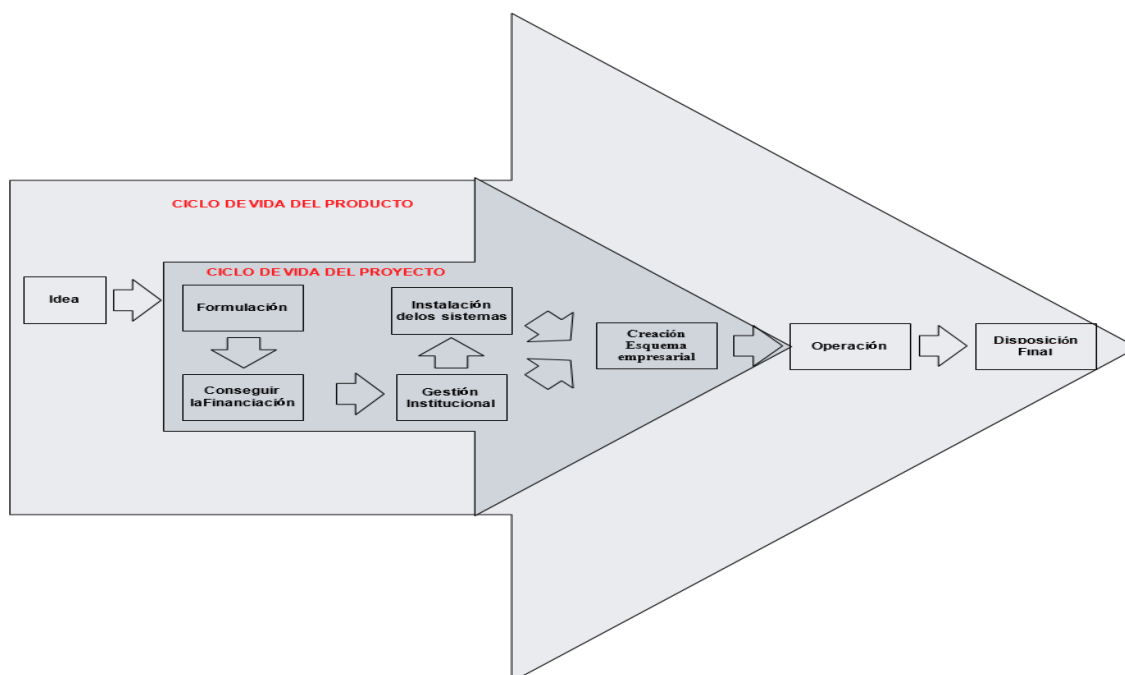 CICLO DE VIDA DEL PRODUCTO
CICLO DE VIDA DEL PROYECTO
Idea
Formulación
Conseguir
laFinanciación
Gestión
Institucional
Instalación
delos sistemas
Creación
Esquema
empresarial
Operación
Disposición
Final